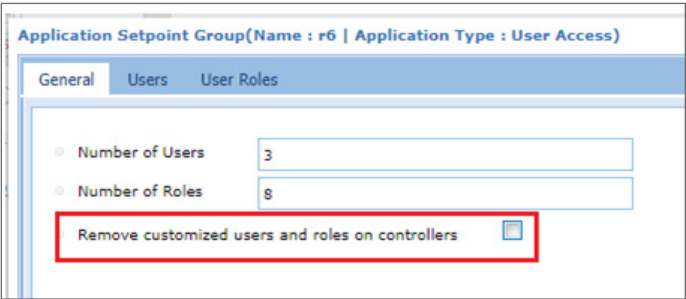 Application Setpoint Group(Name : r6 | Application Type : User Access)
General Users User Roles
Number of Users 3
Number of Roles 8
Remove customized users and roles on controllers